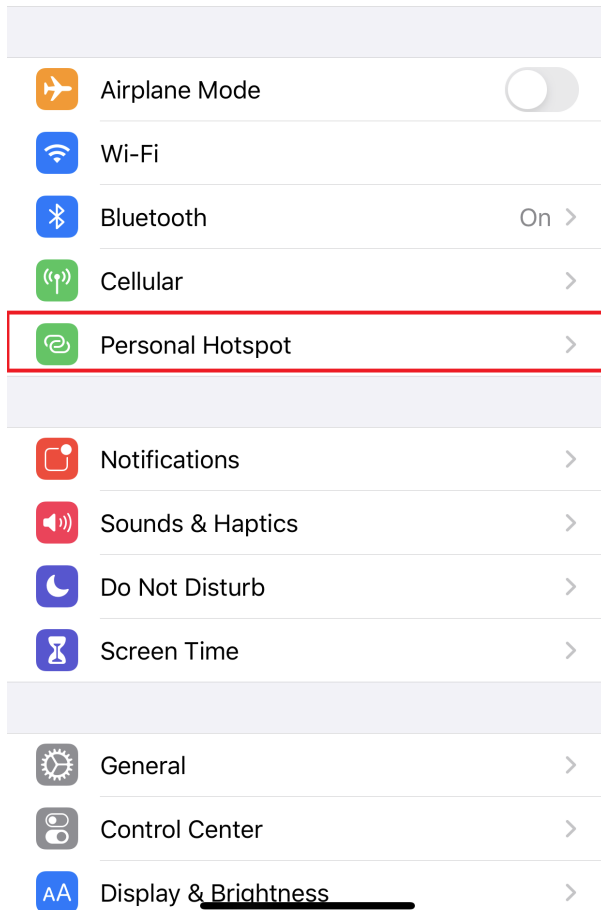 Airplane Mode
Wi-Fi
Bluetooth On
Cellular
Personal Hotspot
Notifications
Sounds & Haptics
Do Not Disturb
Screen Time
General
Control Center
AA Display & Brightness